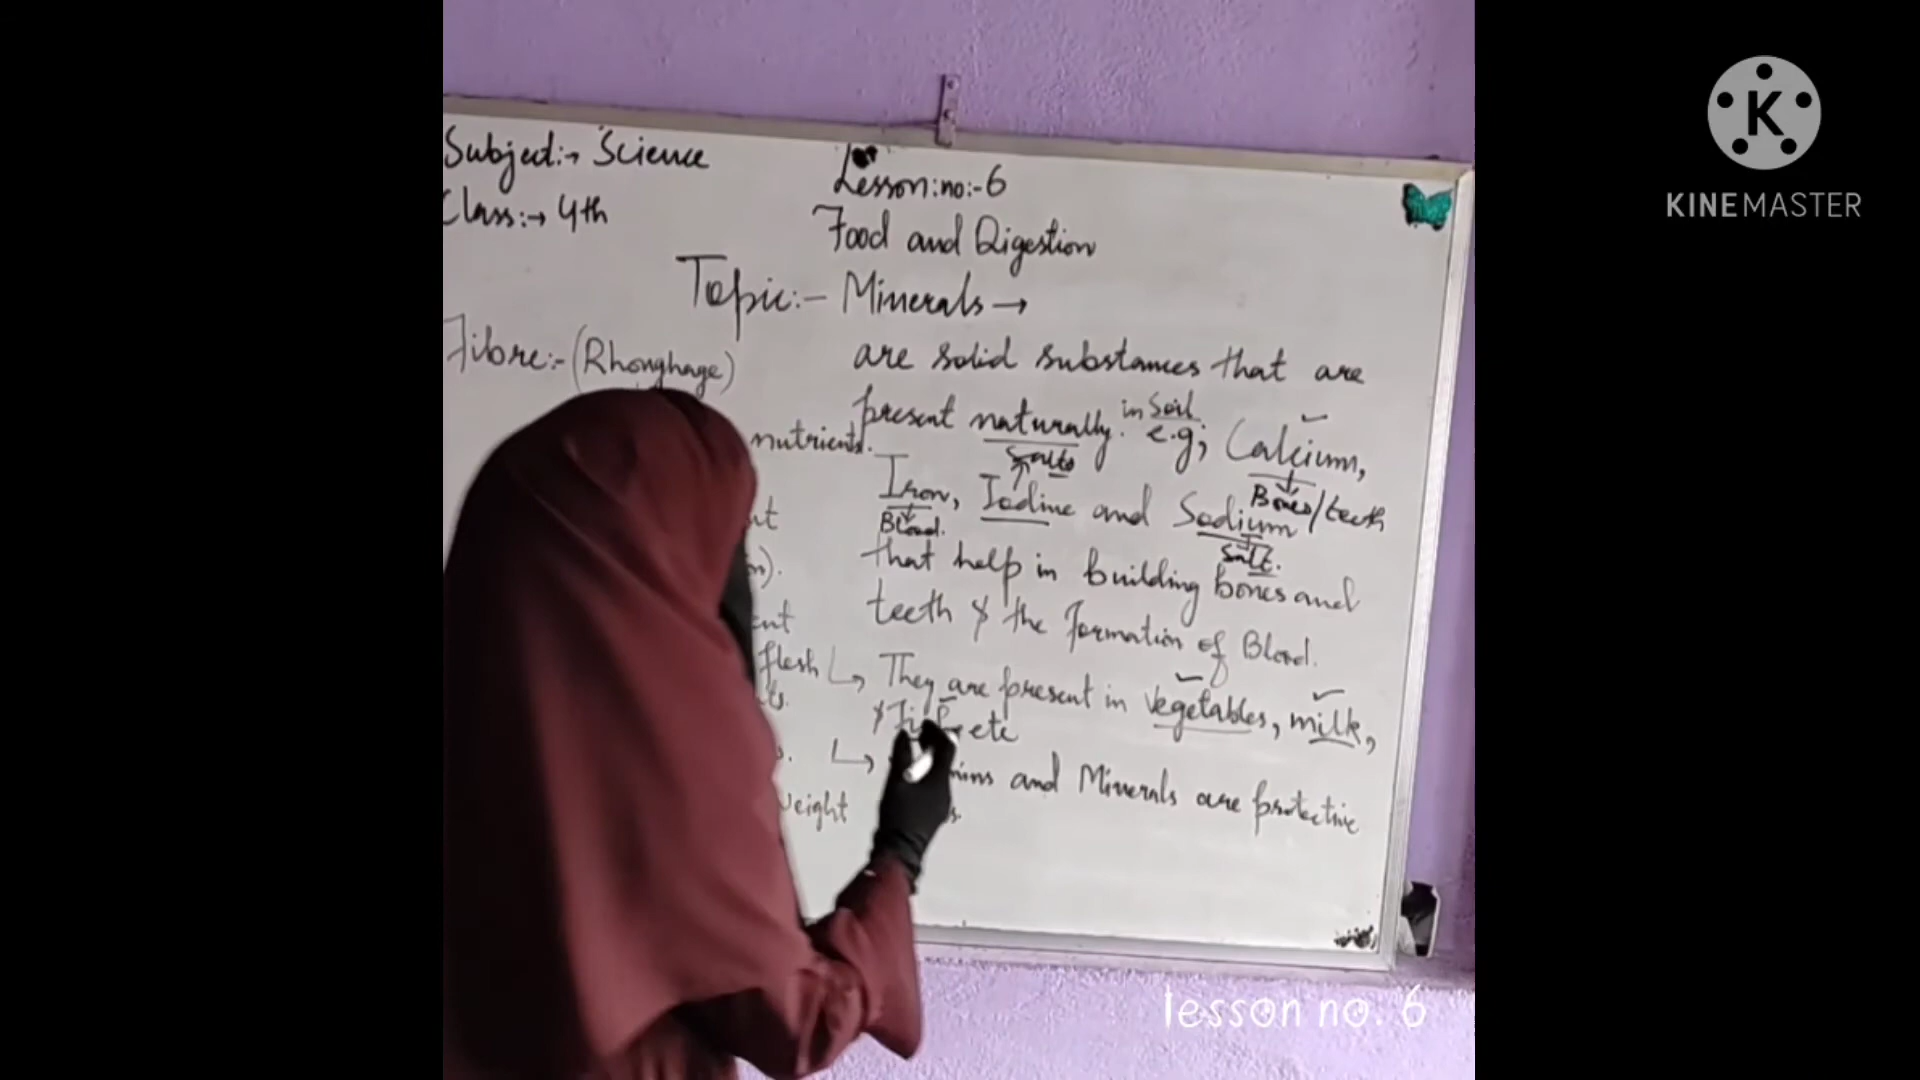 Subject:→ Science
Class:→ 4th
Lesson:no:-6
Food and Digestion
Topic:- Minerals →
Fibre:- (Rhonghage)
nutrients.
flesh
weight
are solid substances that are
present naturally. in Soil e.g; Calcium,
Salts
Bones/teeth
Iron, Iodine and Sodium
Blood.
Salt.
that help in building bones and
teeth & the formation of Blood.
They are present in vegetables, milk,
& etc
and Minerals are protective
lesson no. 6
KINEMASTER